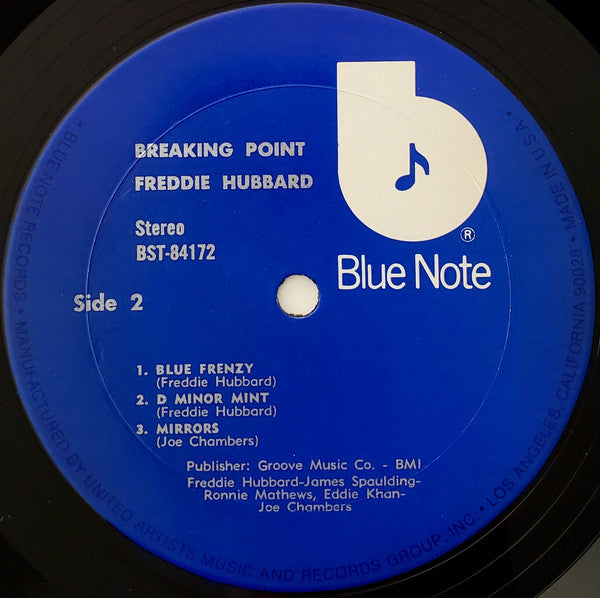 BREAKING POINT
FREDDIE HUBBARD
Stereo
BST-84172
Side 2
®
Blue Note
1. BLUE FRENZY
(Freddie Hubbard)
2. D MINOR MINT
(Freddie Hubbard)
3. MIRRORS
(Joe Chambers)
Publisher: Groove Music Co. - BMI
Freddie Hubbard-James Spaulding-
Ronnie Mathews, Eddie Khan-
Joe Chambers
• BLUE NOTE RECORDS • MANUFACTURED BY UNITED ARTISTS MUSIC AND RECORDS GROUP, INC. • LOS ANGELES, CALIFORNIA 90028 • MADE IN U.S.A. •